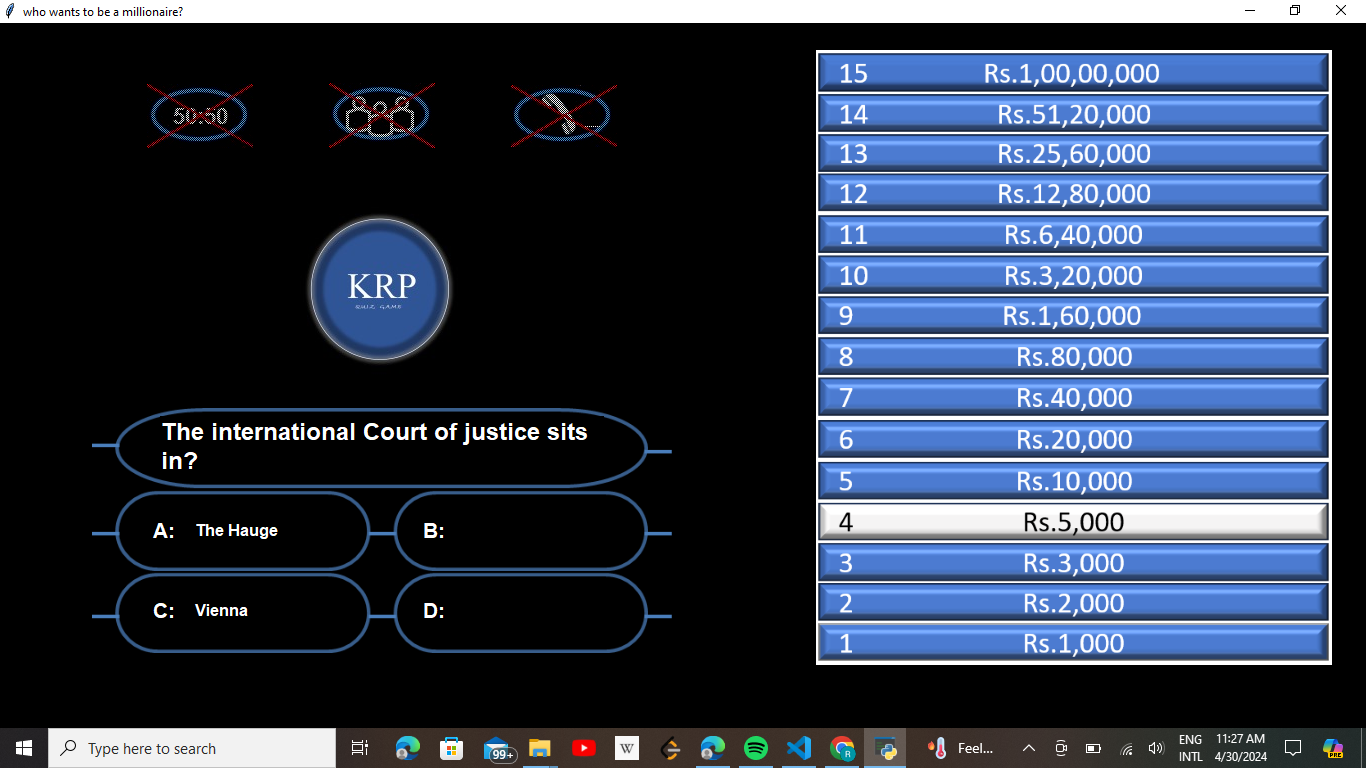 who wants to be a millionaire?
50:50
KRP
QUIZ GAME
The international Court of justice sits
in?
A: The Hauge
B:
C: Vienna
D:
15 Rs.1,00,00,000
14 Rs.51,20,000
13 Rs.25,60,000
12 Rs.12,80,000
11 Rs.6,40,000
10 Rs.3,20,000
9 Rs.1,60,000
8 Rs.80,000
7 Rs.40,000
6 Rs.20,000
5 Rs.10,000
4 Rs.5,000
3 Rs.3,000
2 Rs.2,000
1 Rs.1,000
Type here to search
99+
W
R
Feel...
ENG
INTL
11:27 AM
4/30/2024
PRE